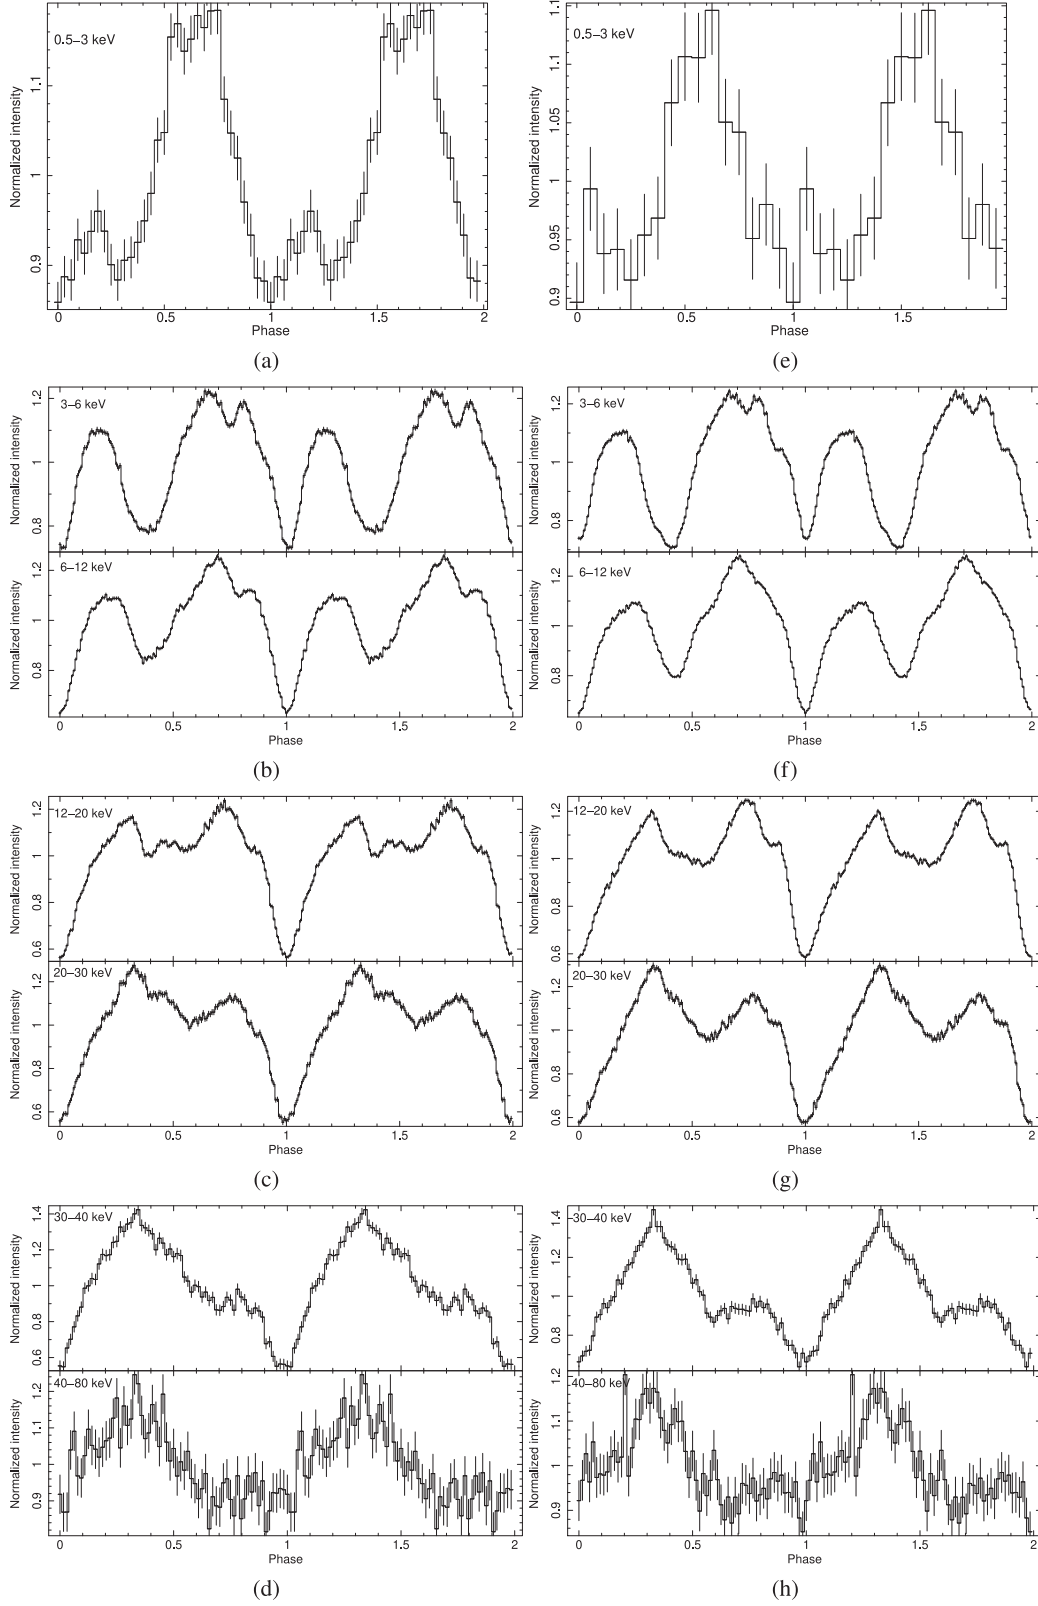 0.5–3 keV
Normalized intensity
0.9 1 1.1
0 0.5 1 1.5 2
Phase
(a)
0.5–3 keV
Normalized intensity
0.9 0.95 1 1.05 1.1
0 0.5 1 1.5
Phase
(e)
3–6 keV
Normalized intensity
0.8 1 1.2
6–12 keV
Normalized intensity
0.8 1 1.2
0 0.5 1 1.5 2
Phase
(b)
3–6 keV
Normalized intensity
0.8 1 1.2
6–12 keV
Normalized intensity
0.8 1 1.2
0 0.5 1 1.5 2
Phase
(f)
12–20 keV
Normalized intensity
0.6 0.8 1 1.2
20–30 keV
Normalized intensity
0.6 0.8 1 1.2
0 0.5 1 1.5 2
Phase
(c)
12–20 keV
Normalized intensity
0.6 0.8 1 1.2
20–30 keV
Normalized intensity
0.6 0.8 1 1.2
0 0.5 1 1.5 2
Phase
(g)
30–40 keV
Normalized intensity
0.6 0.8 1 1.2 1.4
40–80 keV
Normalized intensity
0.9 1 1.1 1.2
0 0.5 1 1.5 2
Phase
(d)
30–40 keV
Normalized intensity
0.8 1 1.2 1.4
40–80 keV
Normalized intensity
0.9 1 1.1 1.2
0 0.5 1 1.5 2
Phase
(h)